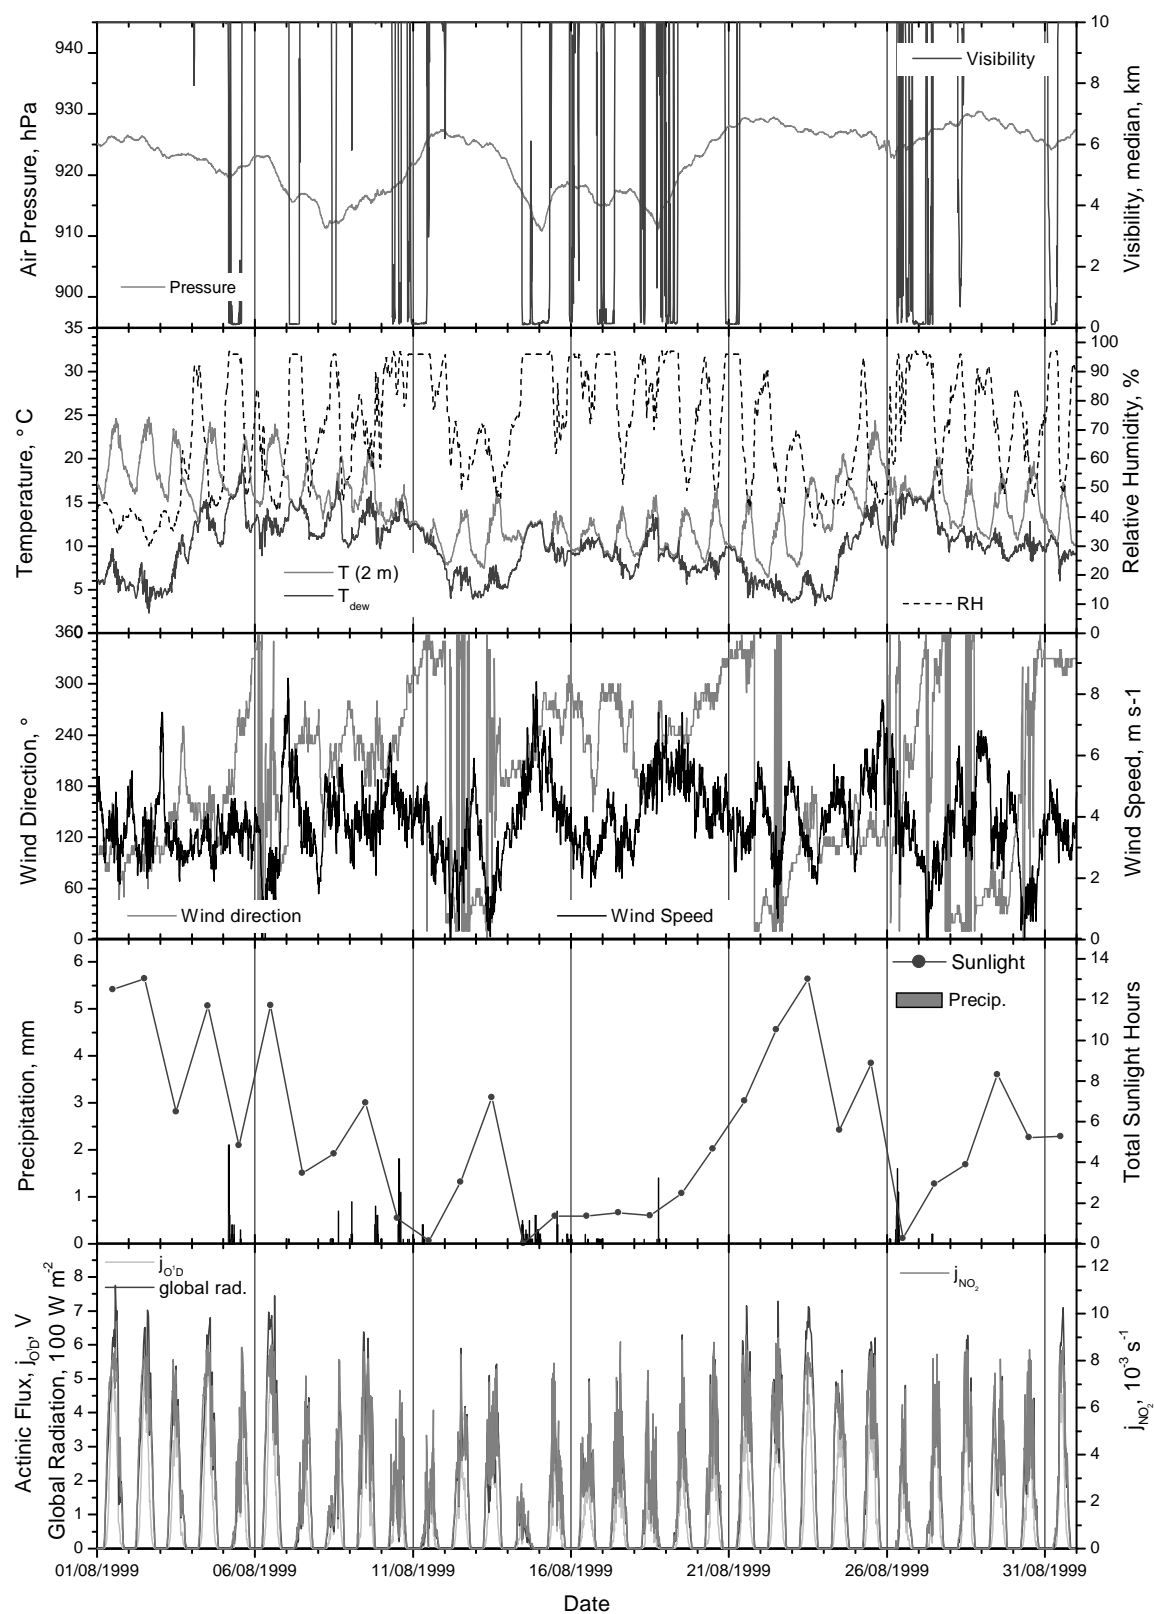 Air Pressure, hPa
940
930
920
910
900
Visibility
Pressure
10
8
6
4
2
0
Visibility, median, km
Temperature, °C
35
30
25
20
15
10
5
0
T (2 m)
Tdew
RH
100
90
80
70
60
50
40
30
20
10
0
Relative Humidity, %
Wind Direction, °
360
300
240
180
120
60
0
Wind direction
Wind Speed
8
6
4
2
0
Wind Speed, m s-1
Precipitation, mm
6
5
4
3
2
1
0
Sunlight
Precip.
14
12
10
8
6
4
2
0
Total Sunlight Hours
Actinic Flux, jO¹D, V
Global Radiation, 100 W m-2
8
7
6
5
4
3
2
1
0
jO¹D
global rad.
jNO2
12
10
8
6
4
2
0
jNO2, 10-3 s-1
01/08/1999 06/08/1999 11/08/1999 16/08/1999 21/08/1999 26/08/1999 31/08/1999
Date